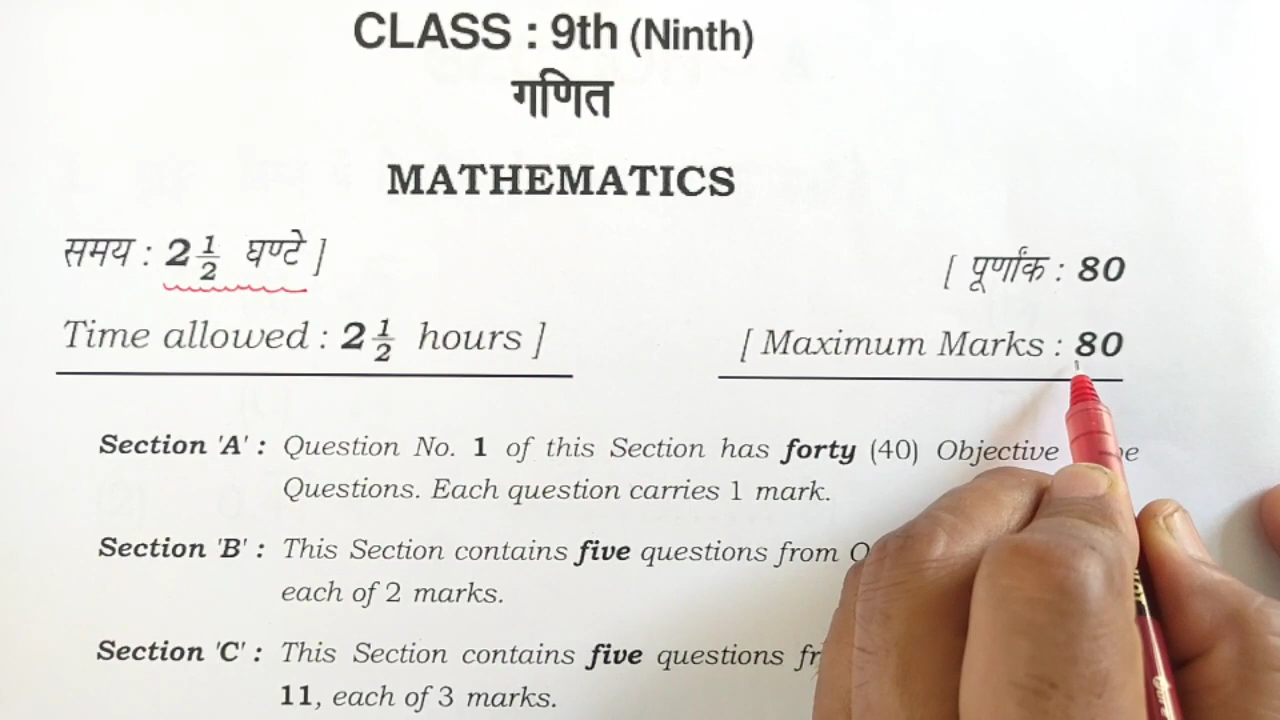 CLASS : 9th (Ninth)
गणित
MATHEMATICS
समय : 2 1/2 घण्टे ]
[ पूर्णांक : 80
Time allowed : 2 1/2 hours ]
[ Maximum Marks : 80
Section 'A' : Question No. 1 of this Section has forty (40) Objective
Questions. Each question carries 1 mark.
Section 'B' : This Section contains five questions from
each of 2 marks.
Section 'C' : This Section contains five questions
11, each of 3 marks.